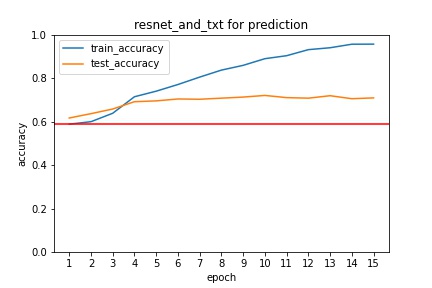 resnet_and_txt for prediction
train_accuracy
test_accuracy
accuracy
1.0
0.8
0.6
0.4
0.2
0.0
1 2 3 4 5 6 7 8 9 10 11 12 13 14 15
epoch